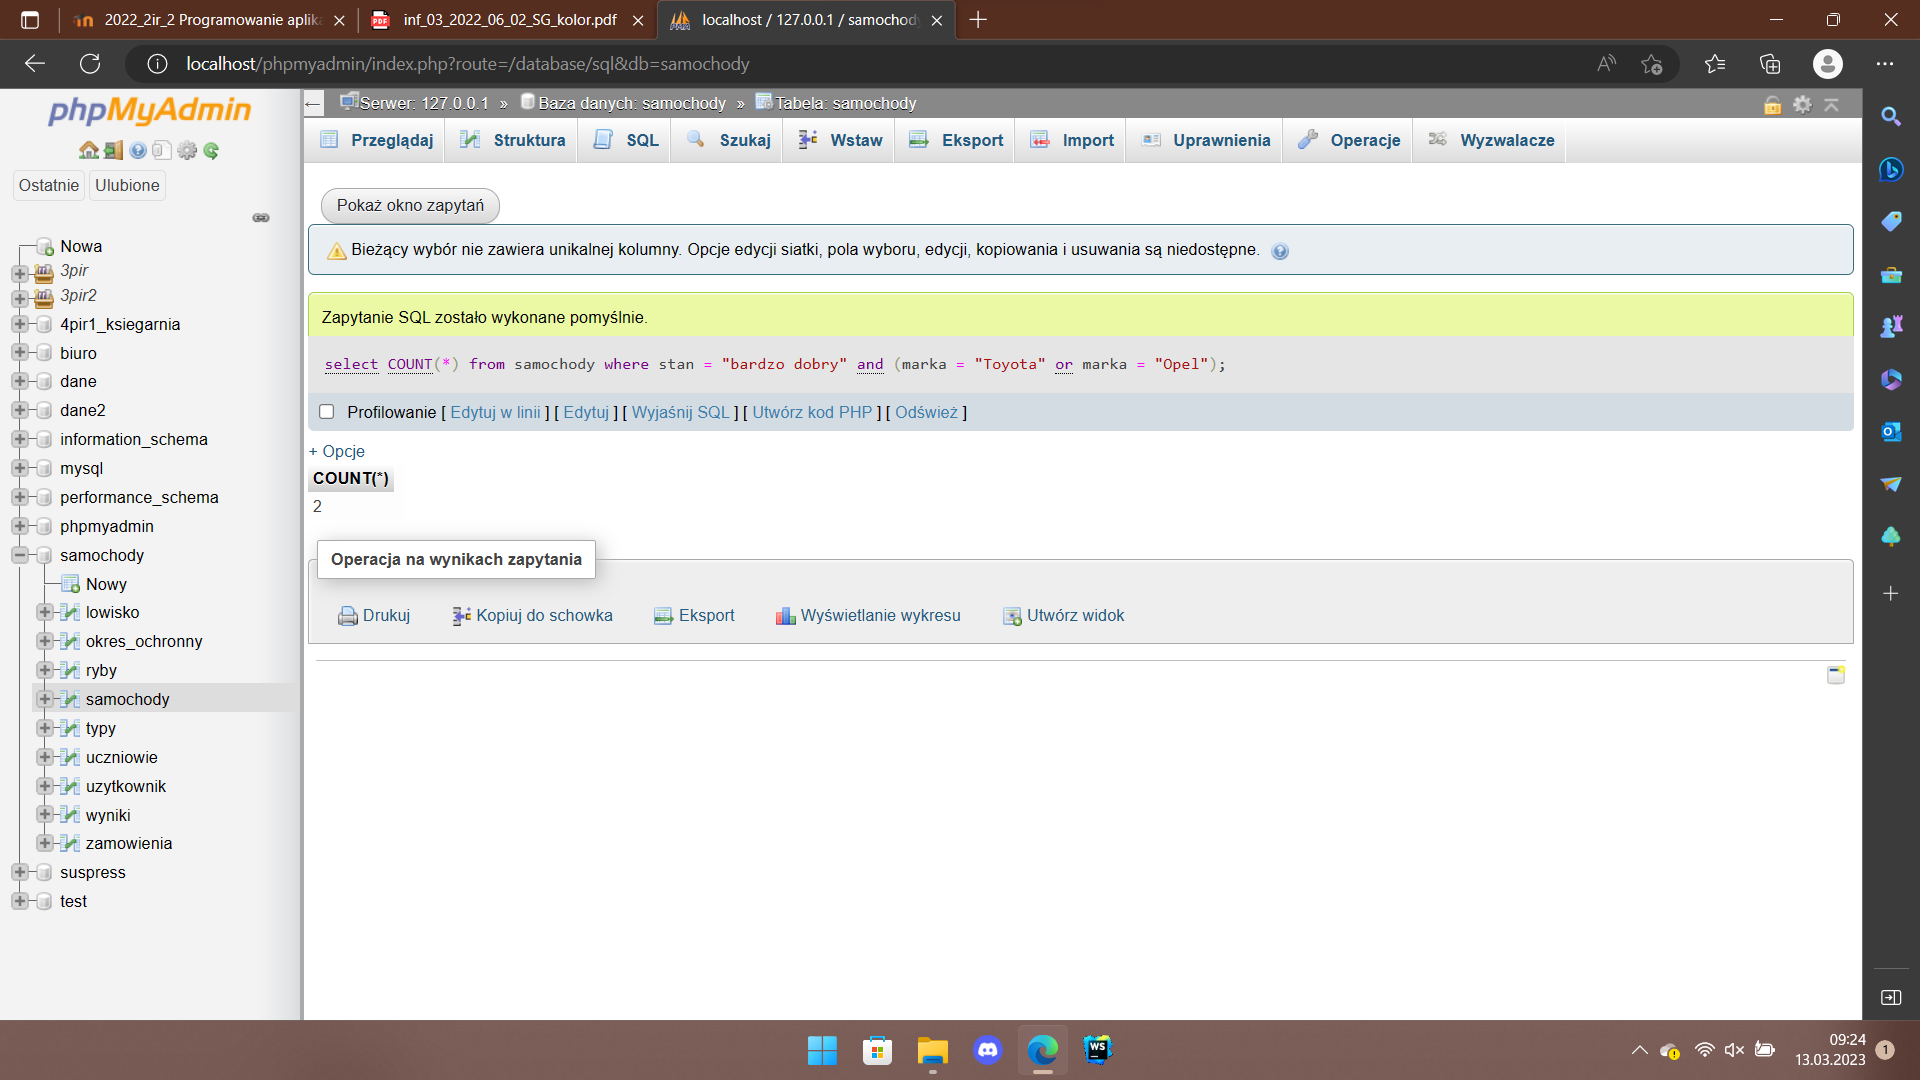 2022_2ir_2 Programowanie aplika
inf_03_2022_06_02_SG_kolor.pdf
localhost / 127.0.0.1 / samochody
localhost/phpmyadmin/index.php?route=/database/sql&db=samochody
phpMyAdmin
Ostatnie
Ulubione
Nowa
3pir
3pir2
4pir1_ksiegarnia
biuro
dane
dane2
information_schema
mysql
performance_schema
phpmyadmin
samochody
Nowy
lowisko
okres_ochronny
ryby
samochody
typy
uczniowie
uzytkownik
wyniki
zamowienia
suspress
test
Serwer: 127.0.0.1 » Baza danych: samochody » Tabela: samochody
Przeglądaj
Struktura
SQL
Szukaj
Wstaw
Eksport
Import
Uprawnienia
Operacje
Wyzwalacze
Pokaż okno zapytań
Bieżący wybór nie zawiera unikalnej kolumny. Opcje edycji siatki, pola wyboru, edycji, kopiowania i usuwania są niedostępne.
Zapytanie SQL zostało wykonane pomyślnie.
select COUNT(*) from samochody where stan = "bardzo dobry" and (marka = "Toyota" or marka = "Opel");
Profilowanie [ Edytuj w linii ] [ Edytuj ] [ Wyjaśnij SQL ] [ Utwórz kod PHP ] [ Odśwież ]
+ Opcje
COUNT(*)
2
Operacja na wynikach zapytania
Drukuj
Kopiuj do schowka
Eksport
Wyświetlanie wykresu
Utwórz widok
WS
09:24
13.03.2023
1